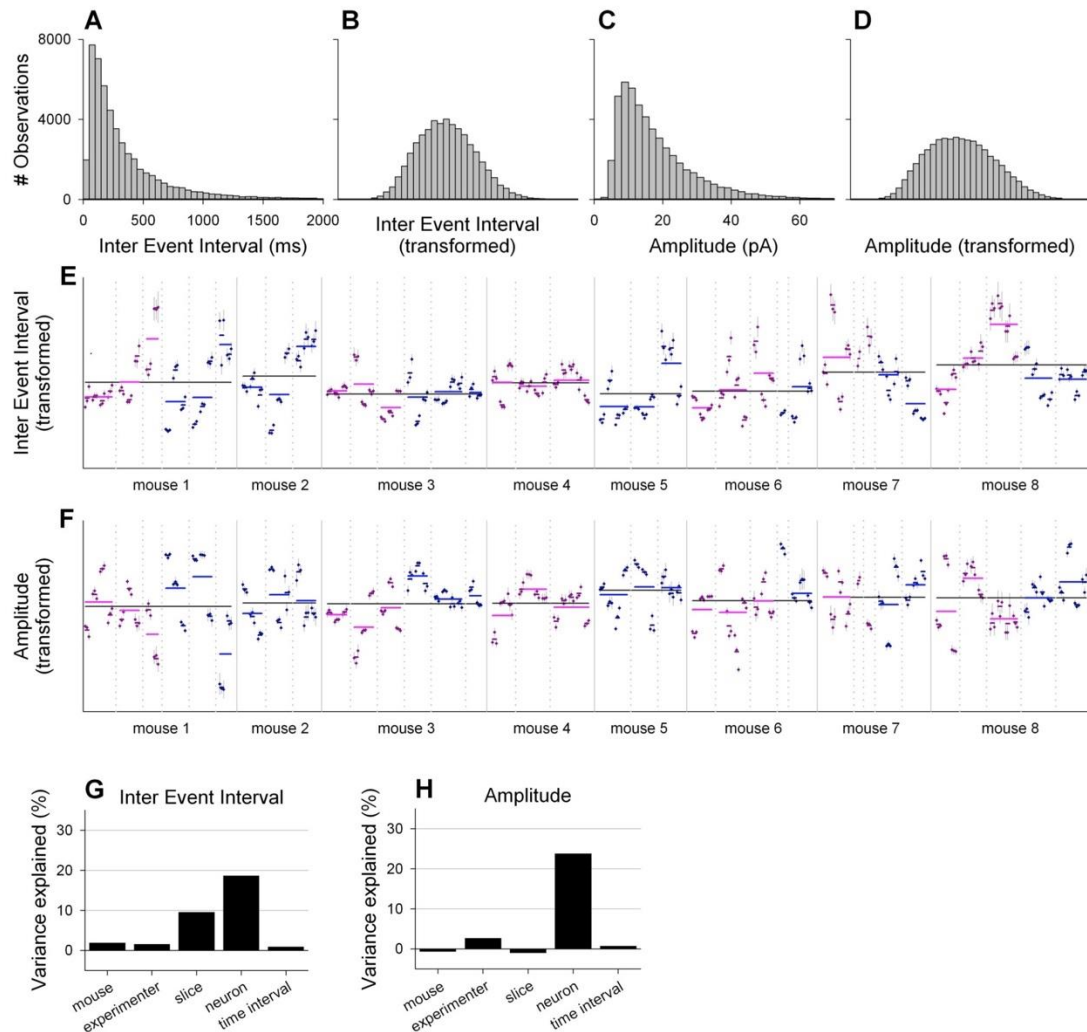 A
B
C
D
# Observations
8000
4000
0
0 500 1000 1500 2000
0 20 40 60
Inter Event Interval (ms)
Inter Event Interval
(transformed)
Amplitude (pA)
Amplitude (transformed)
E
Inter Event Interval
(transformed)
mouse 1 mouse 2 mouse 3 mouse 4 mouse 5 mouse 6 mouse 7 mouse 8
F
Amplitude
(transformed)
mouse 1 mouse 2 mouse 3 mouse 4 mouse 5 mouse 6 mouse 7 mouse 8
G
Inter Event Interval
Variance explained (%)
30
20
10
0
mouse
experimenter
slice
neuron
time interval
H
Amplitude
Variance explained (%)
30
20
10
0
mouse
experimenter
slice
neuron
time interval